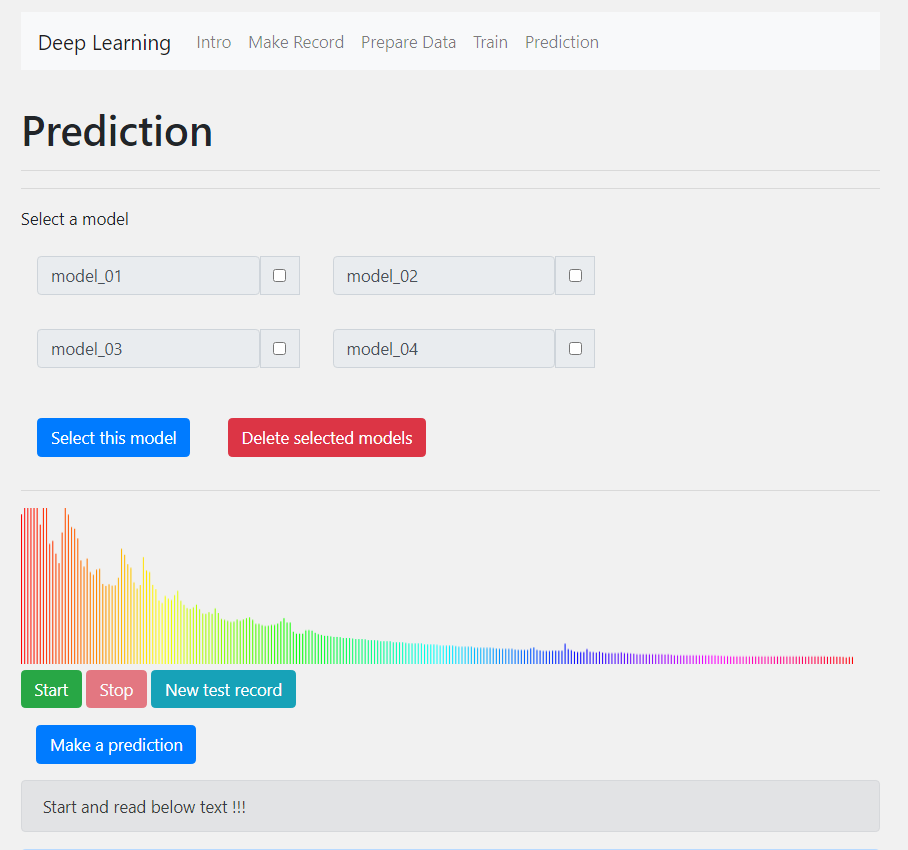 Deep Learning Intro Make Record Prepare Data Train Prediction
Prediction
Select a model
model_01 model_02
model_03 model_04
Select this model Delete selected models
Start Stop New test record
Make a prediction
Start and read below text !!!